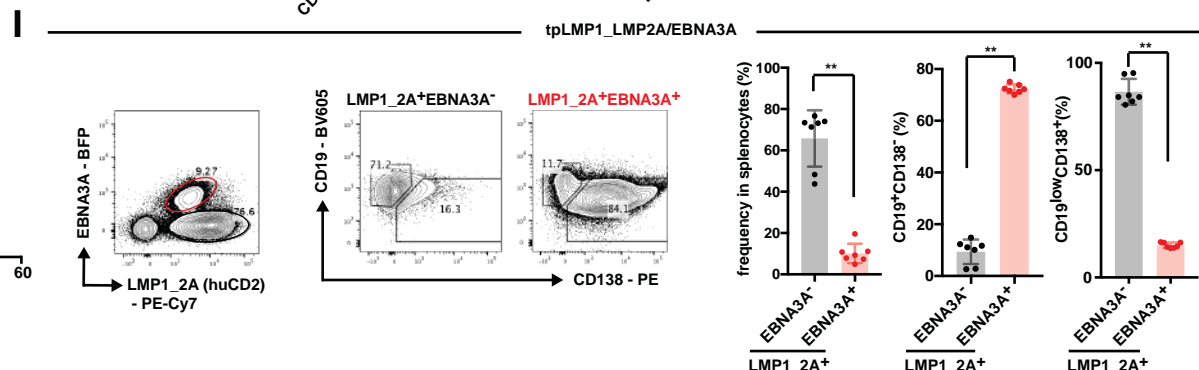 CD
I
tpLMP1_LMP2A/EBNA3A
60
EBNA3A - BFP
9.27
76.6
LMP1_2A (huCD2)
- PE-Cy7
LMP1_2A⁺EBNA3A⁻
LMP1_2A⁺EBNA3A⁺
CD19 - BV605
71.2
16.3
11.7
84.1
CD138 - PE
frequency in splenocytes (%)
100
80
60
40
20
0
**
EBNA3A⁻
EBNA3A⁺
LMP1_2A⁺
CD19⁺CD138⁻ (%)
80
60
40
20
0
**
EBNA3A⁻
EBNA3A⁺
LMP1_2A⁺
CD19ˡᵒʷCD138⁺(%)
100
50
0
**
EBNA3A⁻
EBNA3A⁺
LMP1_2A⁺